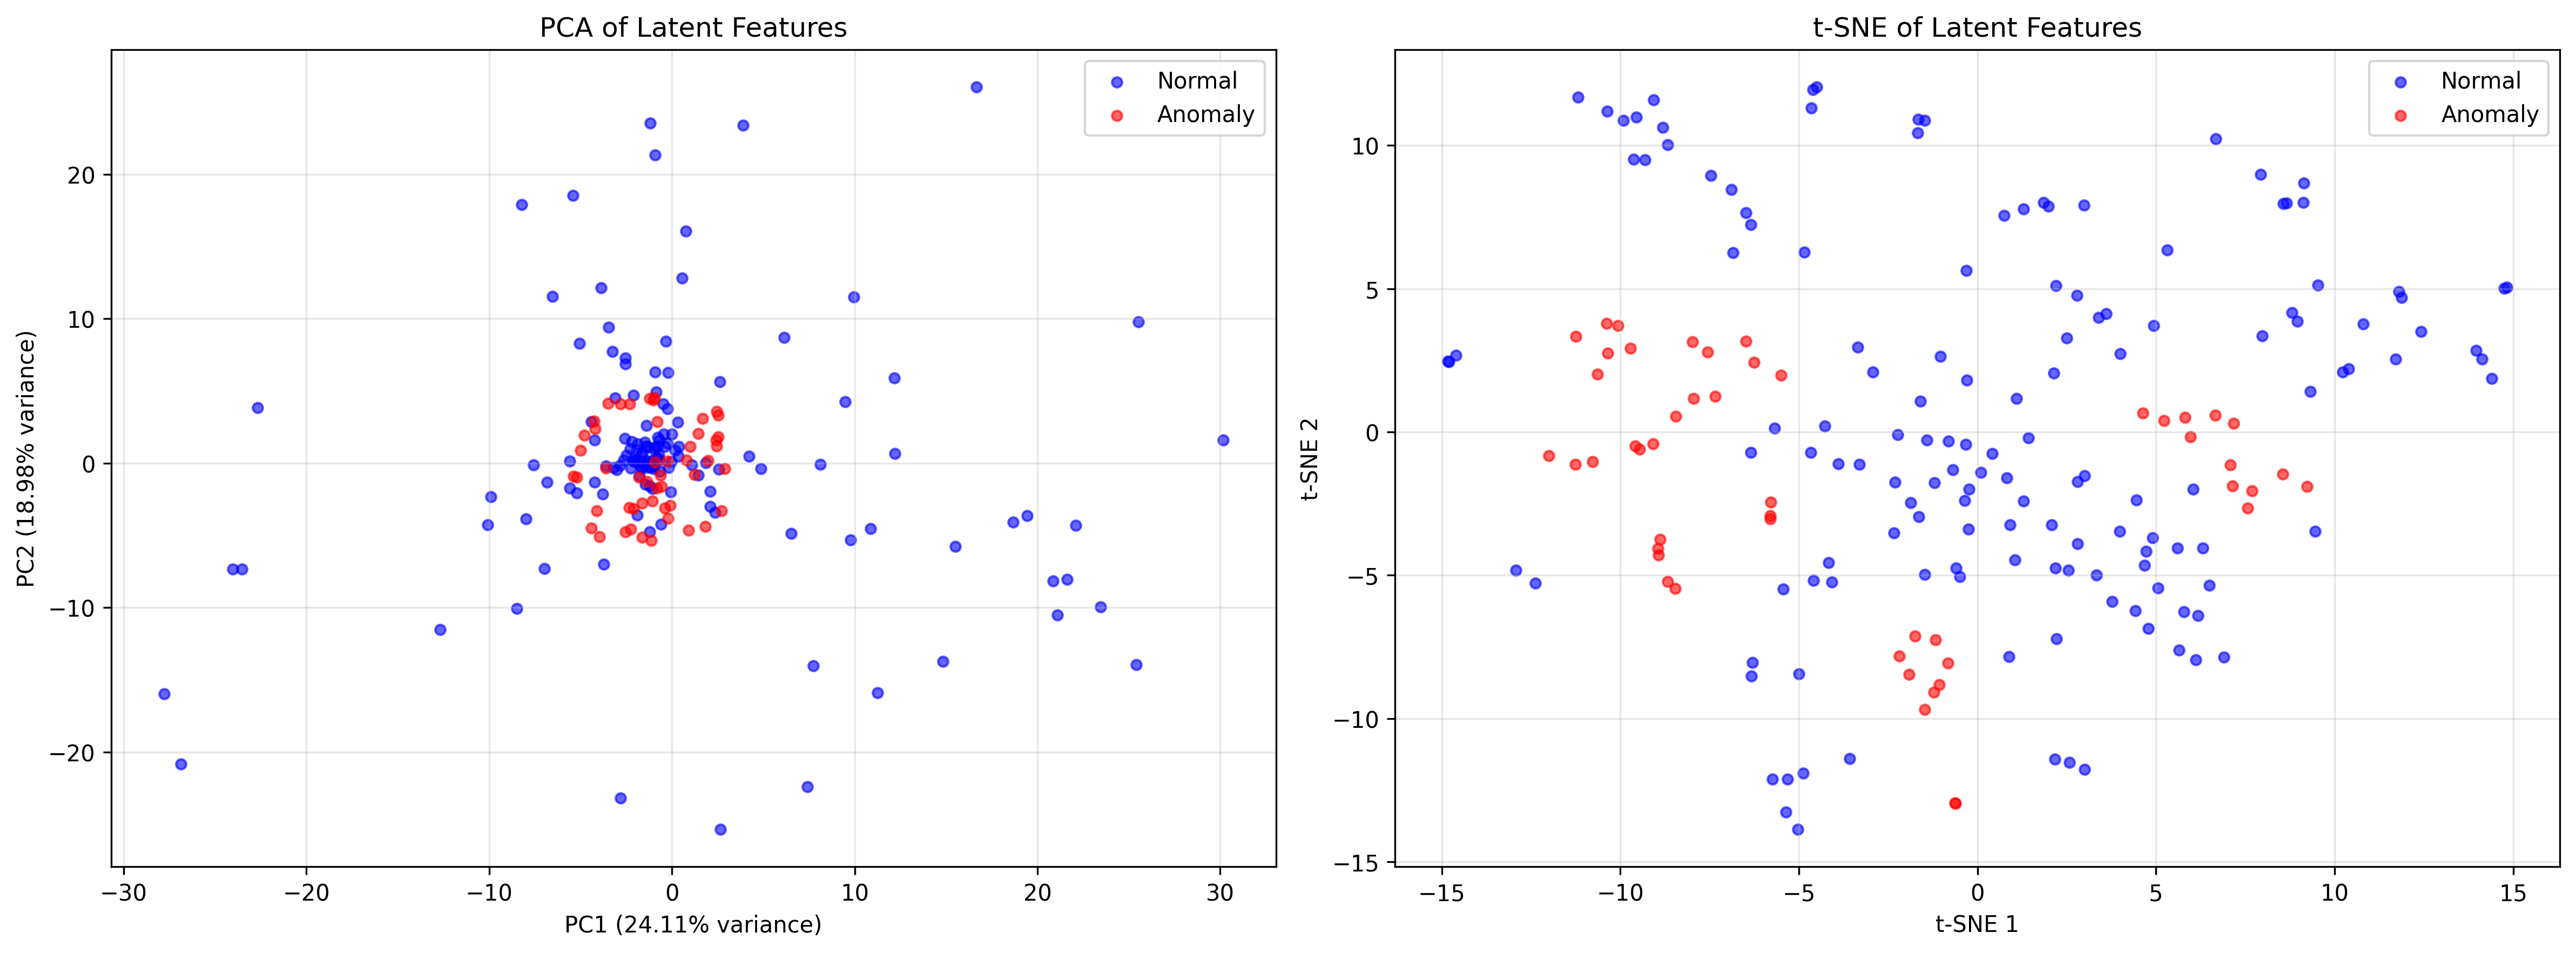 PCA of Latent Features
Normal
Anomaly
20
10
0
−10
−20
PC2 (18.98% variance)
−30
−20
−10
0
10
20
30
PC1 (24.11% variance)
t-SNE of Latent Features
Normal
Anomaly
10
5
0
−5
−10
−15
t-SNE 2
−15
−10
−5
0
5
10
15
t-SNE 1